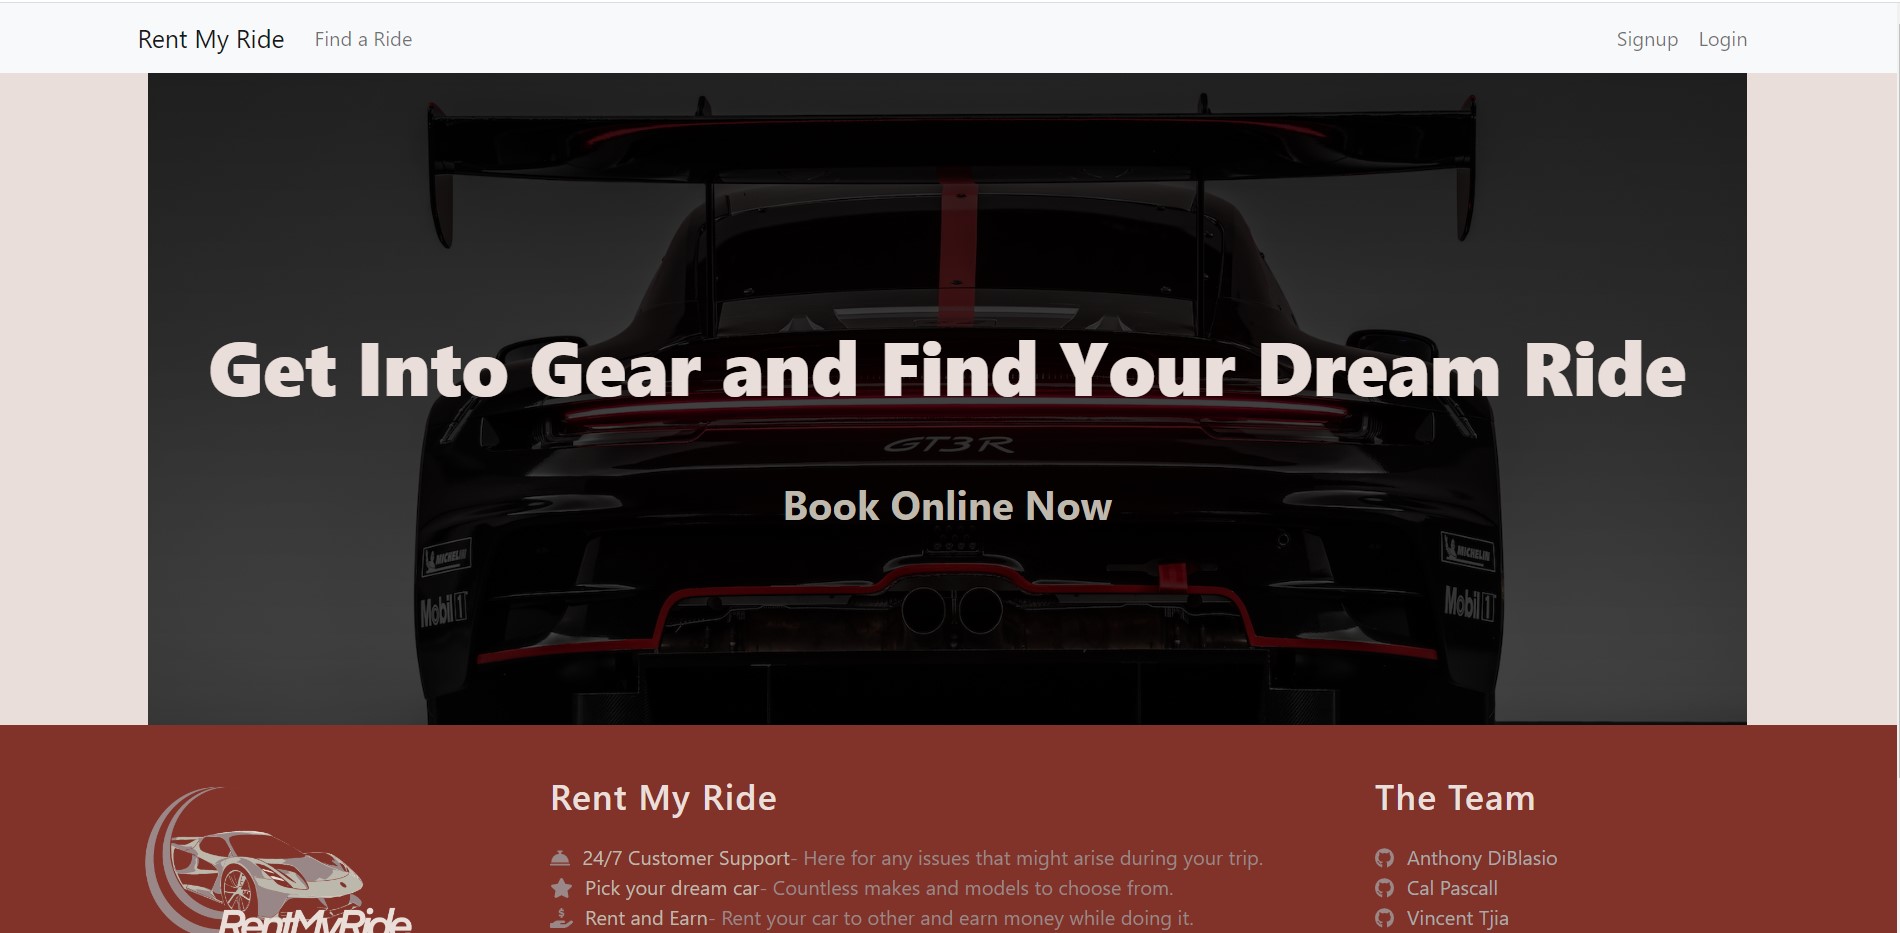 Rent My Ride
Find a Ride
Signup
Login
Get Into Gear and Find Your Dream Ride
GT3R
Book Online Now
MICHELIN
MICHELIN
Mobil 1
Mobil 1
Rent My Ride
24/7 Customer Support- Here for any issues that might arise during your trip.
Pick your dream car- Countless makes and models to choose from.
Rent and Earn- Rent your car to other and earn money while doing it.
The Team
Anthony DiBlasio
Cal Pascall
Vincent Tjia
RentMyRide